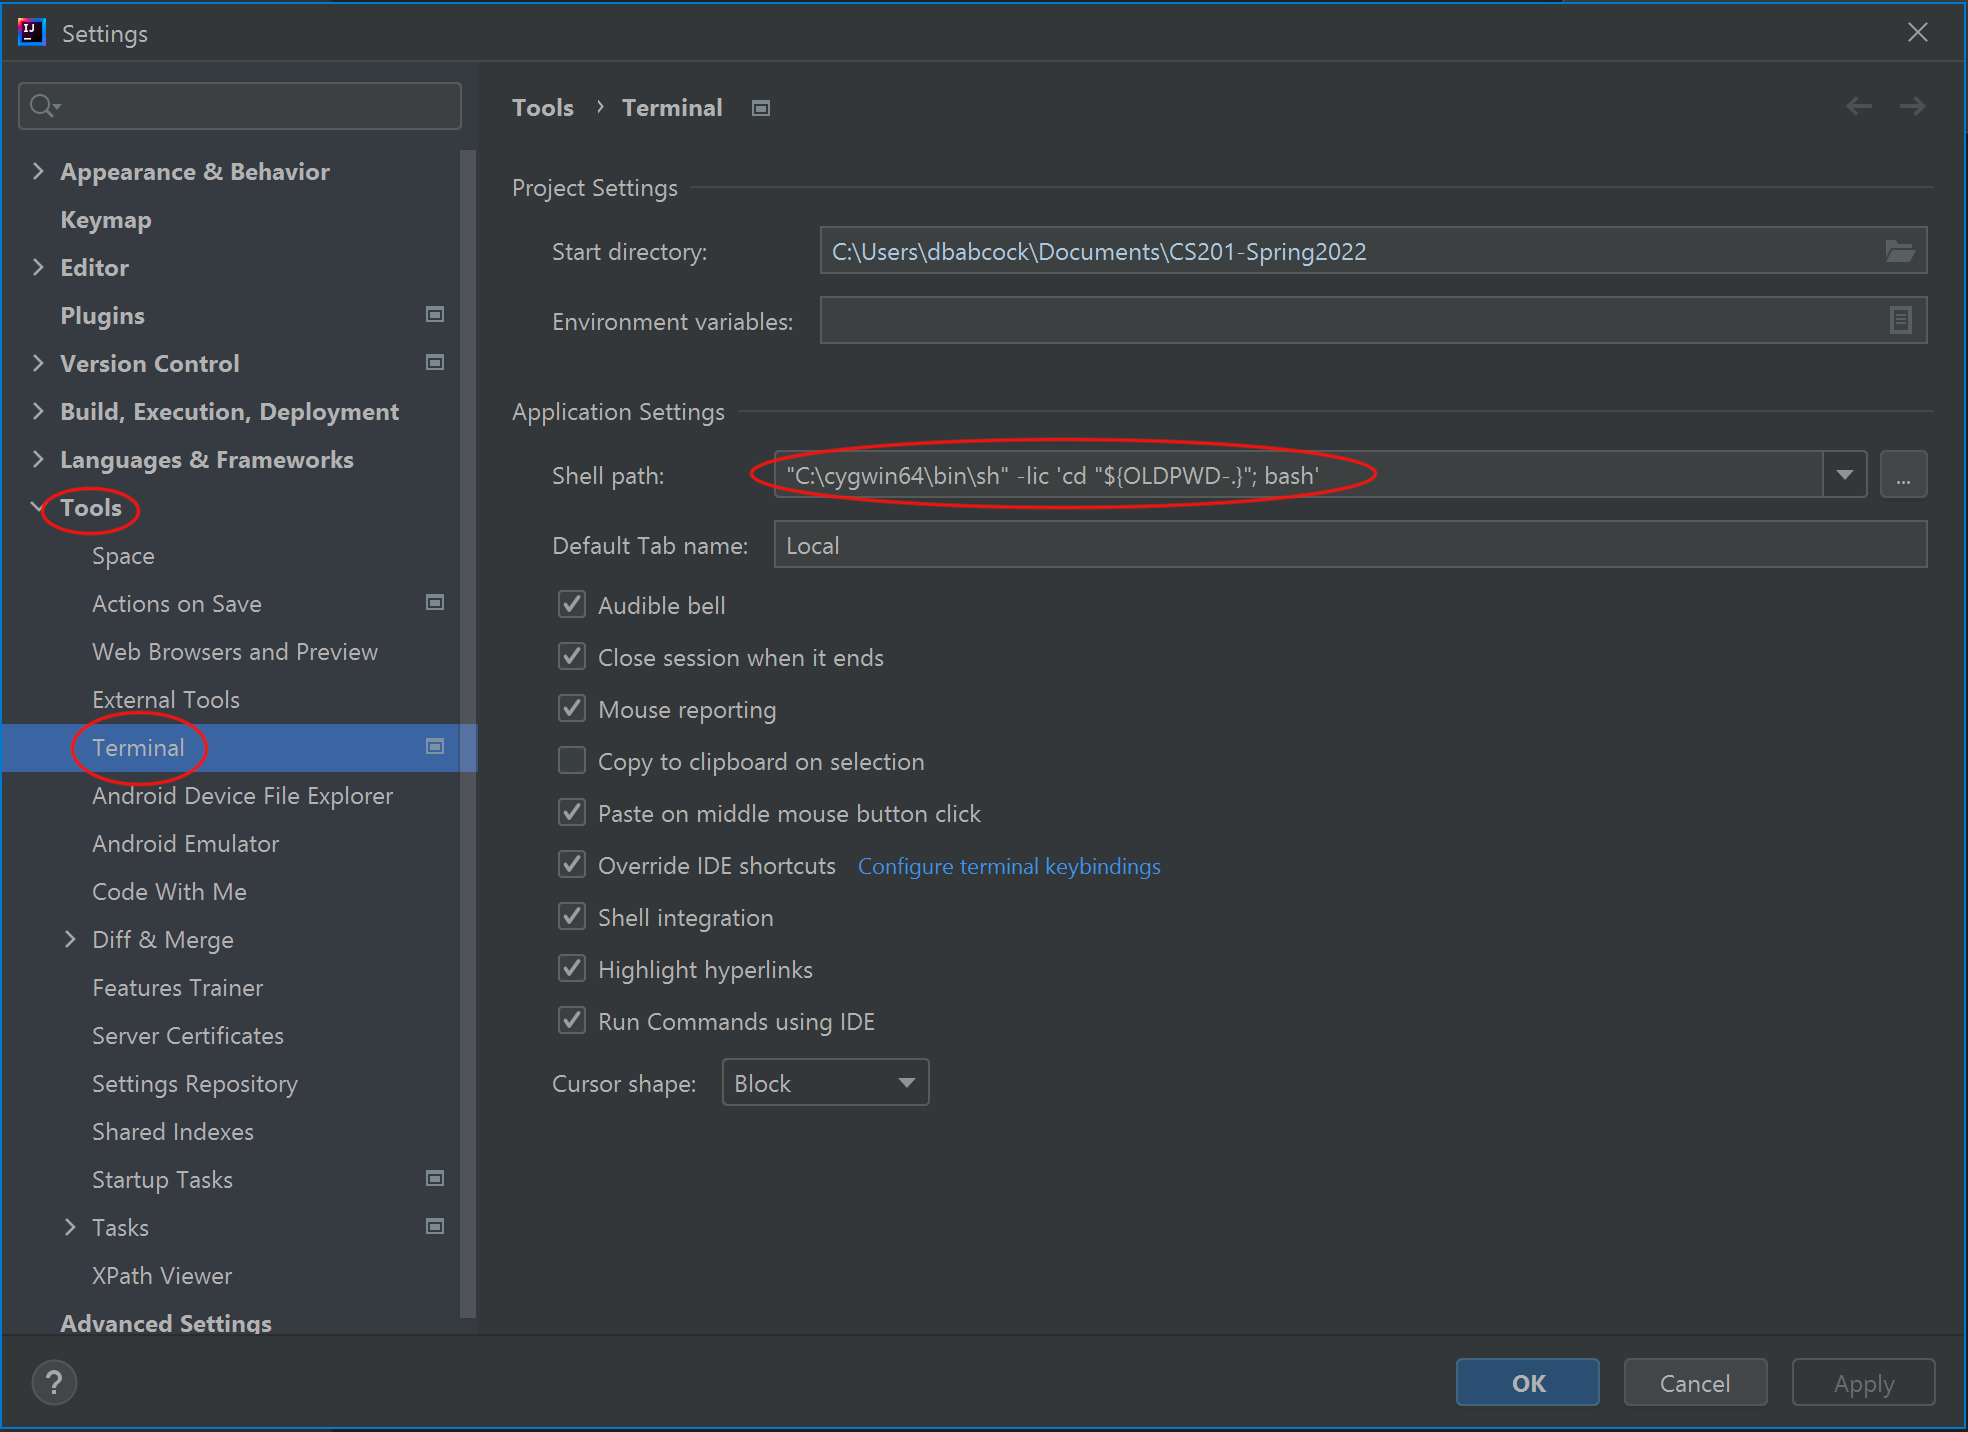 IJ
Settings
Appearance & Behavior
Keymap
Editor
Plugins
Version Control
Build, Execution, Deployment
Languages & Frameworks
Tools
Space
Actions on Save
Web Browsers and Preview
External Tools
Terminal
Android Device File Explorer
Android Emulator
Code With Me
Diff & Merge
Features Trainer
Server Certificates
Settings Repository
Shared Indexes
Startup Tasks
Tasks
XPath Viewer
Advanced Settings
Tools › Terminal
Project Settings
Start directory: C:\Users\dbabcock\Documents\CS201-Spring2022
Environment variables:
Application Settings
Shell path: "C:\cygwin64\bin\sh" -lic 'cd "${OLDPWD-.}"; bash' ...
Default Tab name: Local
Audible bell
Close session when it ends
Mouse reporting
Copy to clipboard on selection
Paste on middle mouse button click
Override IDE shortcuts Configure terminal keybindings
Shell integration
Highlight hyperlinks
Run Commands using IDE
Cursor shape: Block
? OK Cancel Apply